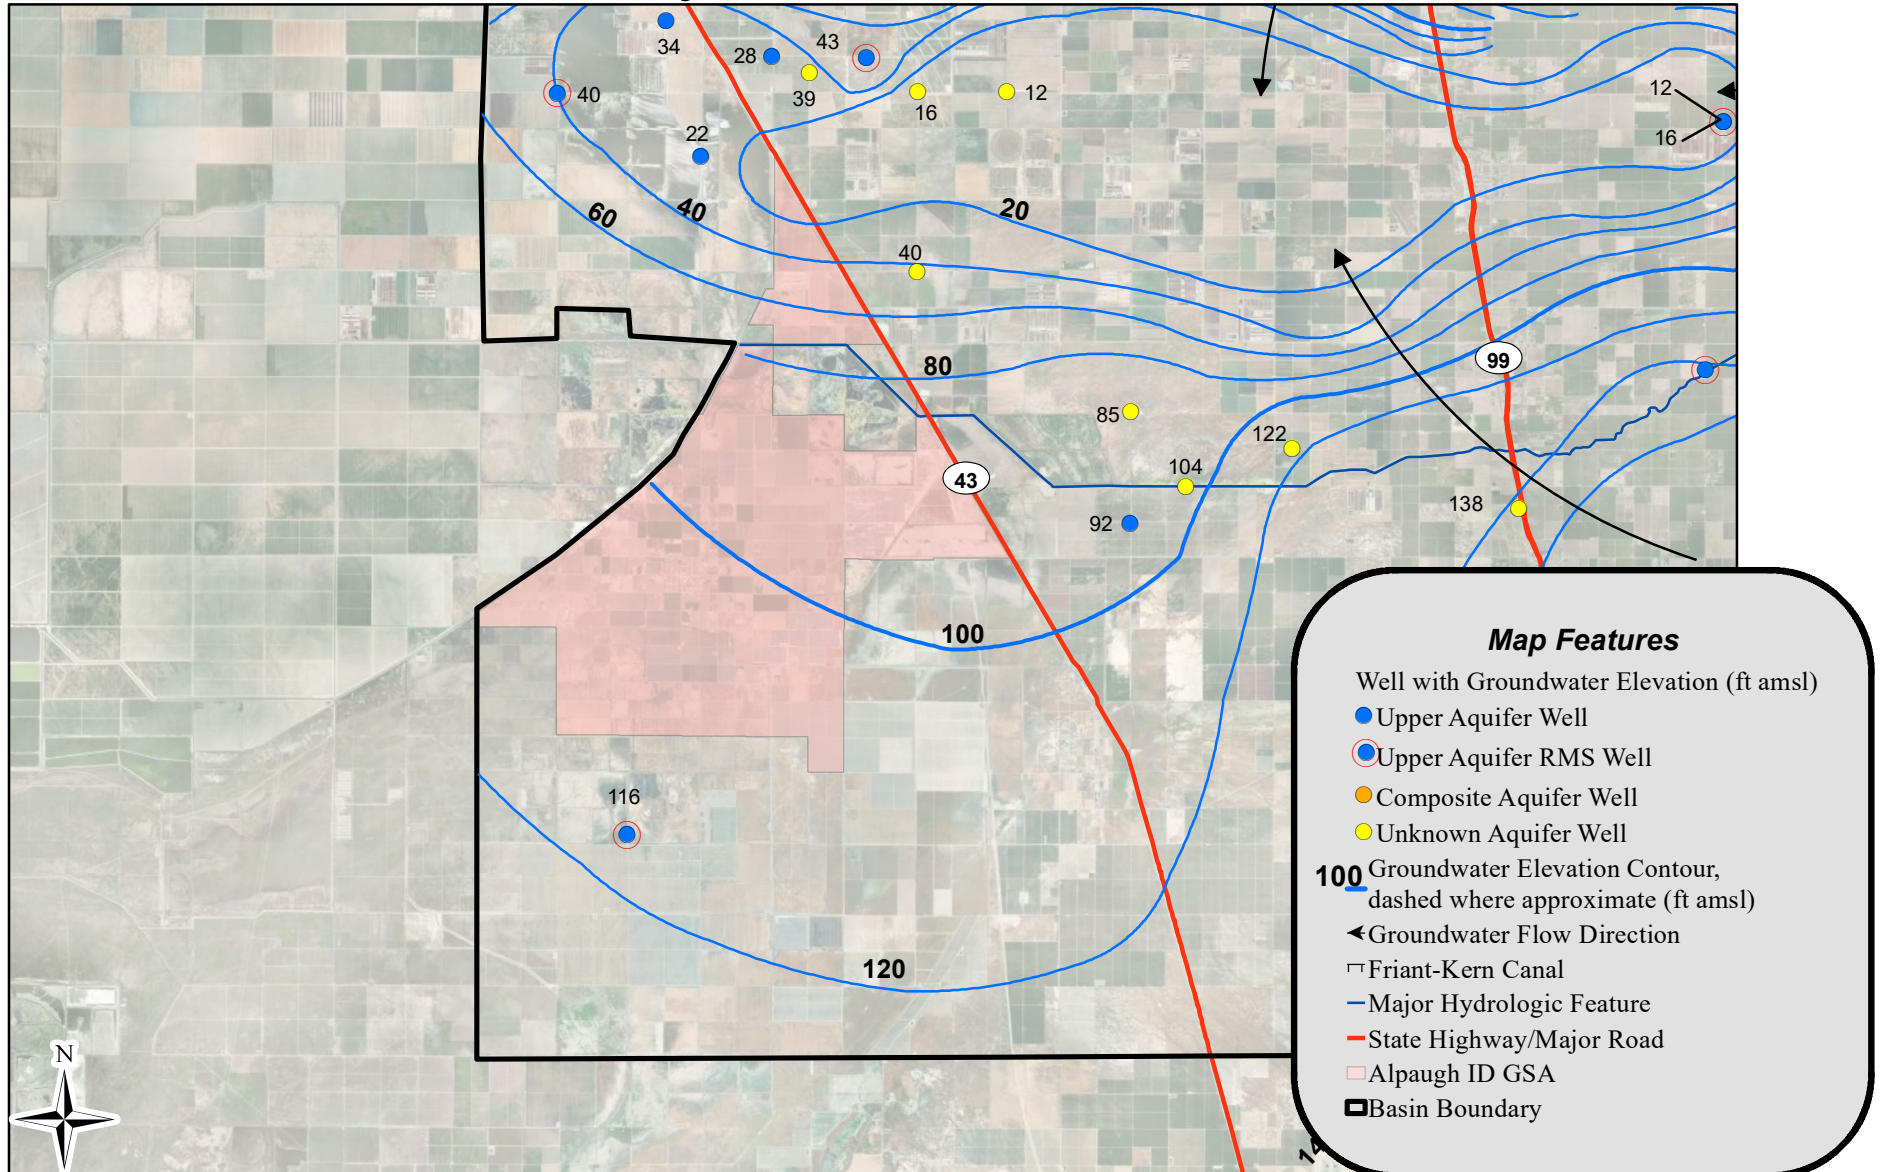 34
28
43
39
16
12
40
22
12
16
60
40
20
40
80
99
85
122
104
43
138
92
100
116
120
14
N
Map Features
Well with Groundwater Elevation (ft amsl)
Upper Aquifer Well
Upper Aquifer RMS Well
Composite Aquifer Well
Unknown Aquifer Well
100 Groundwater Elevation Contour,
dashed where approximate (ft amsl)
Groundwater Flow Direction
Friant-Kern Canal
Major Hydrologic Feature
State Highway/Major Road
Alpaugh ID GSA
Basin Boundary